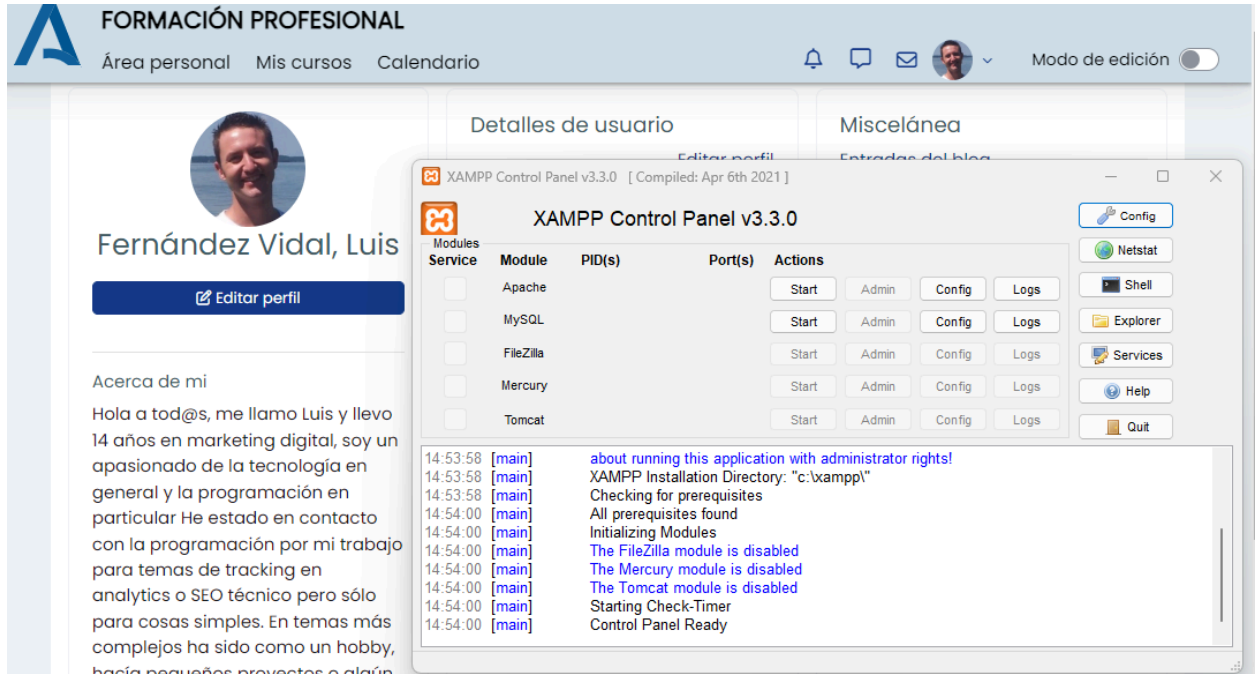 FORMACIÓN PROFESIONAL
Área personal Mis cursos Calendario
Modo de edición
Fernández Vidal, Luis
Editar perfil
Acerca de mi
Hola a tod@s, me llamo Luis y llevo
14 años en marketing digital, soy un
apasionado de la tecnología en
general y la programación en
particular He estado en contacto
con la programación por mi trabajo
para temas de tracking en
analytics o SEO técnico pero sólo
para cosas simples. En temas más
complejos ha sido como un hobby,
hacía pequeños proyectos o algún
Detalles de usuario
Editar perfil
Miscelánea
Entradas del blog
XAMPP Control Panel v3.3.0 [ Compiled: Apr 6th 2021 ]
XAMPP Control Panel v3.3.0
Modules
Service Module PID(s) Port(s) Actions
Apache Start Admin Config Logs
MySQL Start Admin Config Logs
FileZilla Start Admin Config Logs
Mercury Start Admin Config Logs
Tomcat Start Admin Config Logs
Config
Netstat
Shell
Explorer
Services
Help
Quit
14:53:58 [main] about running this application with administrator rights!
14:53:58 [main] XAMPP Installation Directory: "c:\xampp\"
14:53:58 [main] Checking for prerequisites
14:54:00 [main] All prerequisites found
14:54:00 [main] Initializing Modules
14:54:00 [main] The FileZilla module is disabled
14:54:00 [main] The Mercury module is disabled
14:54:00 [main] The Tomcat module is disabled
14:54:00 [main] Starting Check-Timer
14:54:00 [main] Control Panel Ready